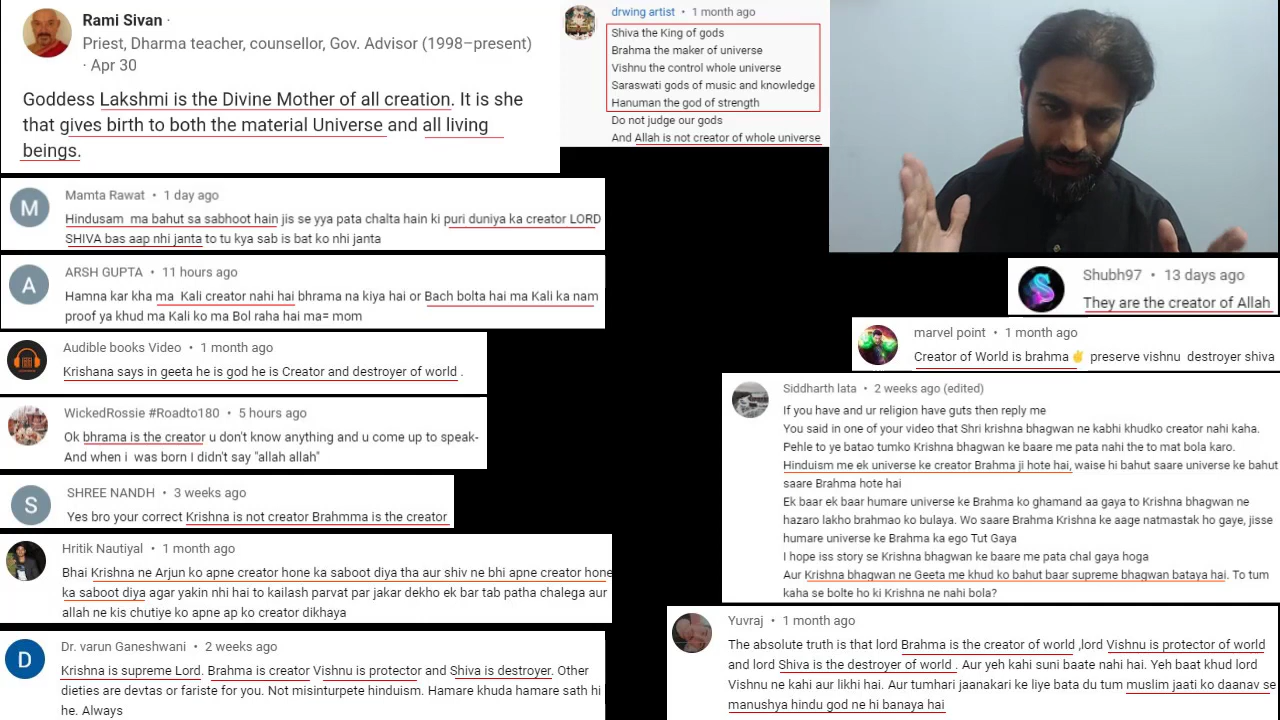 Rami Sivan ·
Priest, Dharma teacher, counsellor, Gov. Advisor (1998–present)
· Apr 30
Goddess Lakshmi is the Divine Mother of all creation. It is she
that gives birth to both the material Universe and all living
beings.
drwing artist • 1 month ago
Shiva the King of gods
Brahma the maker of universe
Vishnu the control whole universe
Saraswati gods of music and knowledge
Hanuman the god of strength
Do not judge our gods
And Allah is not creator of whole universe
M
Mamta Rawat • 1 day ago
Hindusam ma bahut sa sabhoot hain jis se yya pata chalta hain ki puri duniya ka creator LORD
SHIVA bas aap nhi janta to tu kya sab is bat ko nhi janta
A
ARSH GUPTA • 11 hours ago
Hamna kar kha ma Kali creator nahi hai bhrama na kiya hai or Bach bolta hai ma Kali ka nam
proof ya khud ma Kali ko ma Bol raha hai ma= mom
Audible books Video • 1 month ago
Krishana says in geeta he is god he is Creator and destroyer of world .
WickedRossie #Roadto180 • 5 hours ago
Ok bhrama is the creator u don't know anything and u come up to speak-
And when i was born I didn't say "allah allah"
S
SHREE NANDH • 3 weeks ago
Yes bro your correct Krishna is not creator Brahmma is the creator
Hritik Nautiyal • 1 month ago
Bhai Krishna ne Arjun ko apne creator hone ka saboot diya tha aur shiv ne bhi apne creator hone
ka saboot diya agar yakin nhi hai to kailash parvat par jakar dekho ek bar tab patha chalega aur
allah ne kis chutiye ko apne ap ko creator dikhaya
D
Dr. varun Ganeshwani • 2 weeks ago
Krishna is supreme Lord. Brahma is creator Vishnu is protector and Shiva is destroyer. Other
dieties are devtas or fariste for you. Not misinturpete hinduism. Hamare khuda hamare sath hi
he. Always
Shubh97 • 13 days ago
They are the creator of Allah
marvel point • 1 month ago
Creator of World is brahma ✌ preserve vishnu destroyer shiva
Siddharth lata • 2 weeks ago (edited)
If you have and ur religion have guts then reply me
You said in one of your video that Shri krishna bhagwan ne kabhi khudko creator nahi kaha.
Pehle to ye batao tumko Krishna bhagwan ke baare me pata nahi the to mat bola karo.
Hinduism me ek universe ke creator Brahma ji hote hai, waise hi bahut saare universe ke bahut
saare Brahma hote hai
Ek baar ek baar humare universe ke Brahma ko ghamand aa gaya to Krishna bhagwan ne
hazaro lakho brahmao ko bulaya. Wo saare Brahma Krishna ke aage natmastak ho gaye, jisse
humare universe ke Brahma ka ego Tut Gaya
I hope iss story se Krishna bhagwan ke baare me pata chal gaya hoga
Aur Krishna bhagwan ne Geeta me khud ko bahut baar supreme bhagwan bataya hai. To tum
kaha se bolte ho ki Krishna ne nahi bola?
Yuvraj • 1 month ago
The absolute truth is that lord Brahma is the creator of world ,lord Vishnu is protector of world
and lord Shiva is the destroyer of world . Aur yeh kahi suni baate nahi hai. Yeh baat khud lord
Vishnu ne kahi aur likhi hai. Aur tumhari jaanakari ke liye bata du tum muslim jaati ko daanav se
manushya hindu god ne hi banaya hai